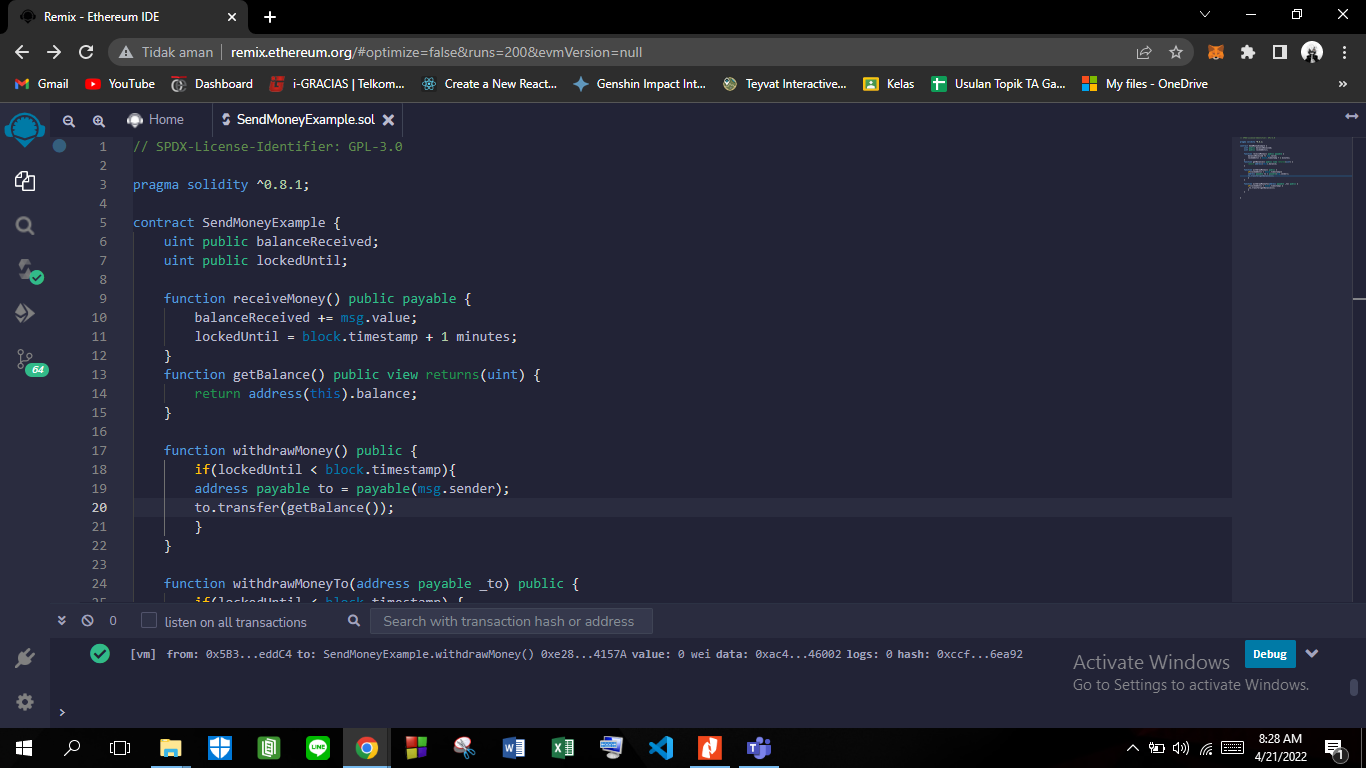 Remix - Ethereum IDE
Tidak aman | remix.ethereum.org/#optimize=false&runs=200&evmVersion=null
Gmail YouTube Dashboard i-GRACIAS | Telkom... Create a New React... Genshin Impact Int... Teyvat Interactive... Kelas Usulan Topik TA Ga... My files - OneDrive »
Home SendMoneyExample.sol
1 // SPDX-License-Identifier: GPL-3.0
2
3 pragma solidity ^0.8.1;
4
5 contract SendMoneyExample {
6 uint public balanceReceived;
7 uint public lockedUntil;
8
9 function receiveMoney() public payable {
10 balanceReceived += msg.value;
11 lockedUntil = block.timestamp + 1 minutes;
12 }
13 function getBalance() public view returns(uint) {
14 return address(this).balance;
15 }
16
17 function withdrawMoney() public {
18 if(lockedUntil < block.timestamp){
19 address payable to = payable(msg.sender);
20 to.transfer(getBalance());
21 }
22 }
23
24 function withdrawMoneyTo(address payable _to) public {
25 if(lockedUntil < block.timestamp) {
64
0 listen on all transactions Search with transaction hash or address
[vm] from: 0x5B3...eddC4 to: SendMoneyExample.withdrawMoney() 0xe28...4157A value: 0 wei data: 0xac4...46002 logs: 0 hash: 0xccf...6ea92 Debug
Activate Windows
Go to Settings to activate Windows.
>
8:28 AM
4/21/2022
1